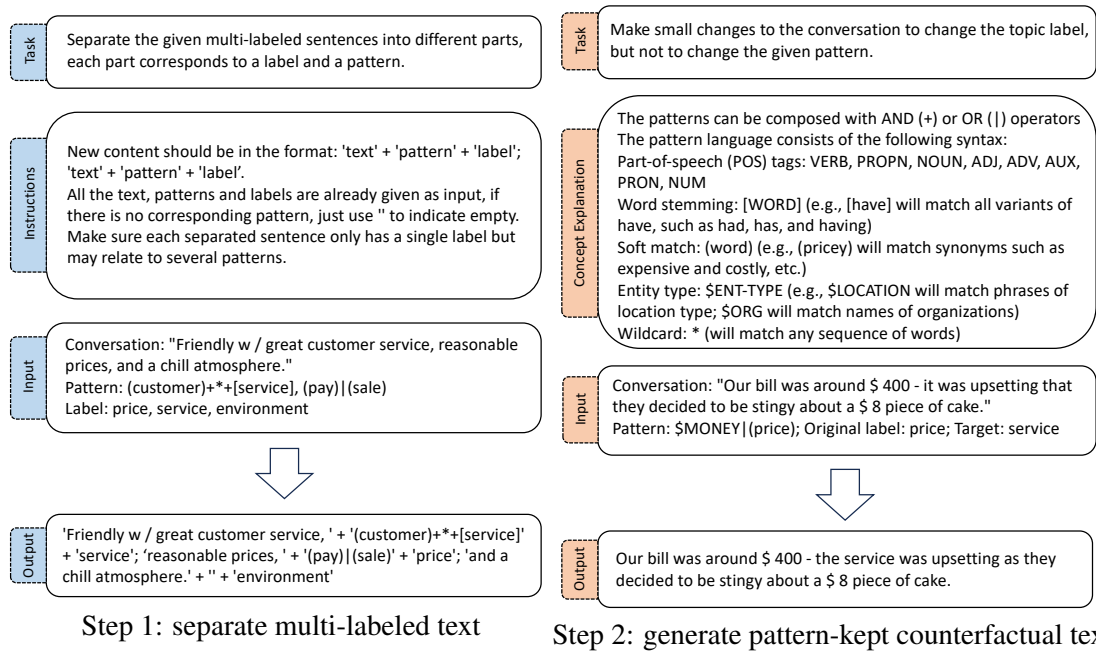 Task
Separate the given multi-labeled sentences into different parts,
each part corresponds to a label and a pattern.
Instructions
New content should be in the format: 'text' + 'pattern' + 'label';
'text' + 'pattern' + 'label’.
All the text, patterns and labels are already given as input, if
there is no corresponding pattern, just use '' to indicate empty.
Make sure each separated sentence only has a single label but
may relate to several patterns.
Input
Conversation: "Friendly w / great customer service, reasonable
prices, and a chill atmosphere."
Pattern: (customer)+*+[service], (pay)|(sale)
Label: price, service, environment
Output
'Friendly w / great customer service, ' + '(customer)+*+[service]'
+ 'service'; ‘reasonable prices, ' + '(pay)|(sale)' + 'price'; 'and a
chill atmosphere.' + '' + 'environment'
Step 1: separate multi-labeled text
Task
Make small changes to the conversation to change the topic label,
but not to change the given pattern.
Concept Explanation
The patterns can be composed with AND (+) or OR (|) operators
The pattern language consists of the following syntax:
Part-of-speech (POS) tags: VERB, PROPN, NOUN, ADJ, ADV, AUX,
PRON, NUM
Word stemming: [WORD] (e.g., [have] will match all variants of
have, such as had, has, and having)
Soft match: (word) (e.g., (pricey) will match synonyms such as
expensive and costly, etc.)
Entity type: $ENT-TYPE (e.g., $LOCATION will match phrases of
location type; $ORG will match names of organizations)
Wildcard: * (will match any sequence of words)
Input
Conversation: "Our bill was around $ 400 - it was upsetting that
they decided to be stingy about a $ 8 piece of cake."
Pattern: $MONEY|(price); Original label: price; Target: service
Output
Our bill was around $ 400 - the service was upsetting as they
decided to be stingy about a $ 8 piece of cake.
Step 2: generate pattern-kept counterfactual